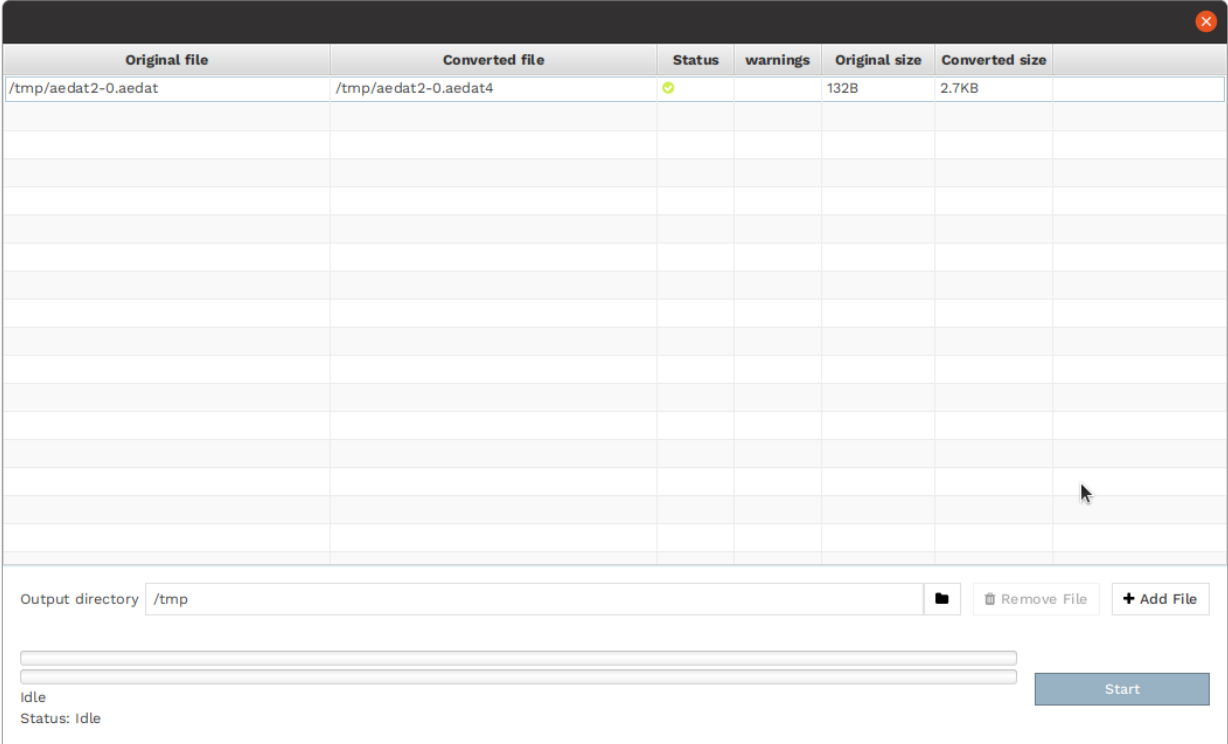 Original file Converted file Status warnings Original size Converted size
/tmp/aedat2-0.aedat /tmp/aedat2-0.aedat4 132B 2.7KB
Output directory /tmp Remove File Add File
Idle
Start
Status: Idle